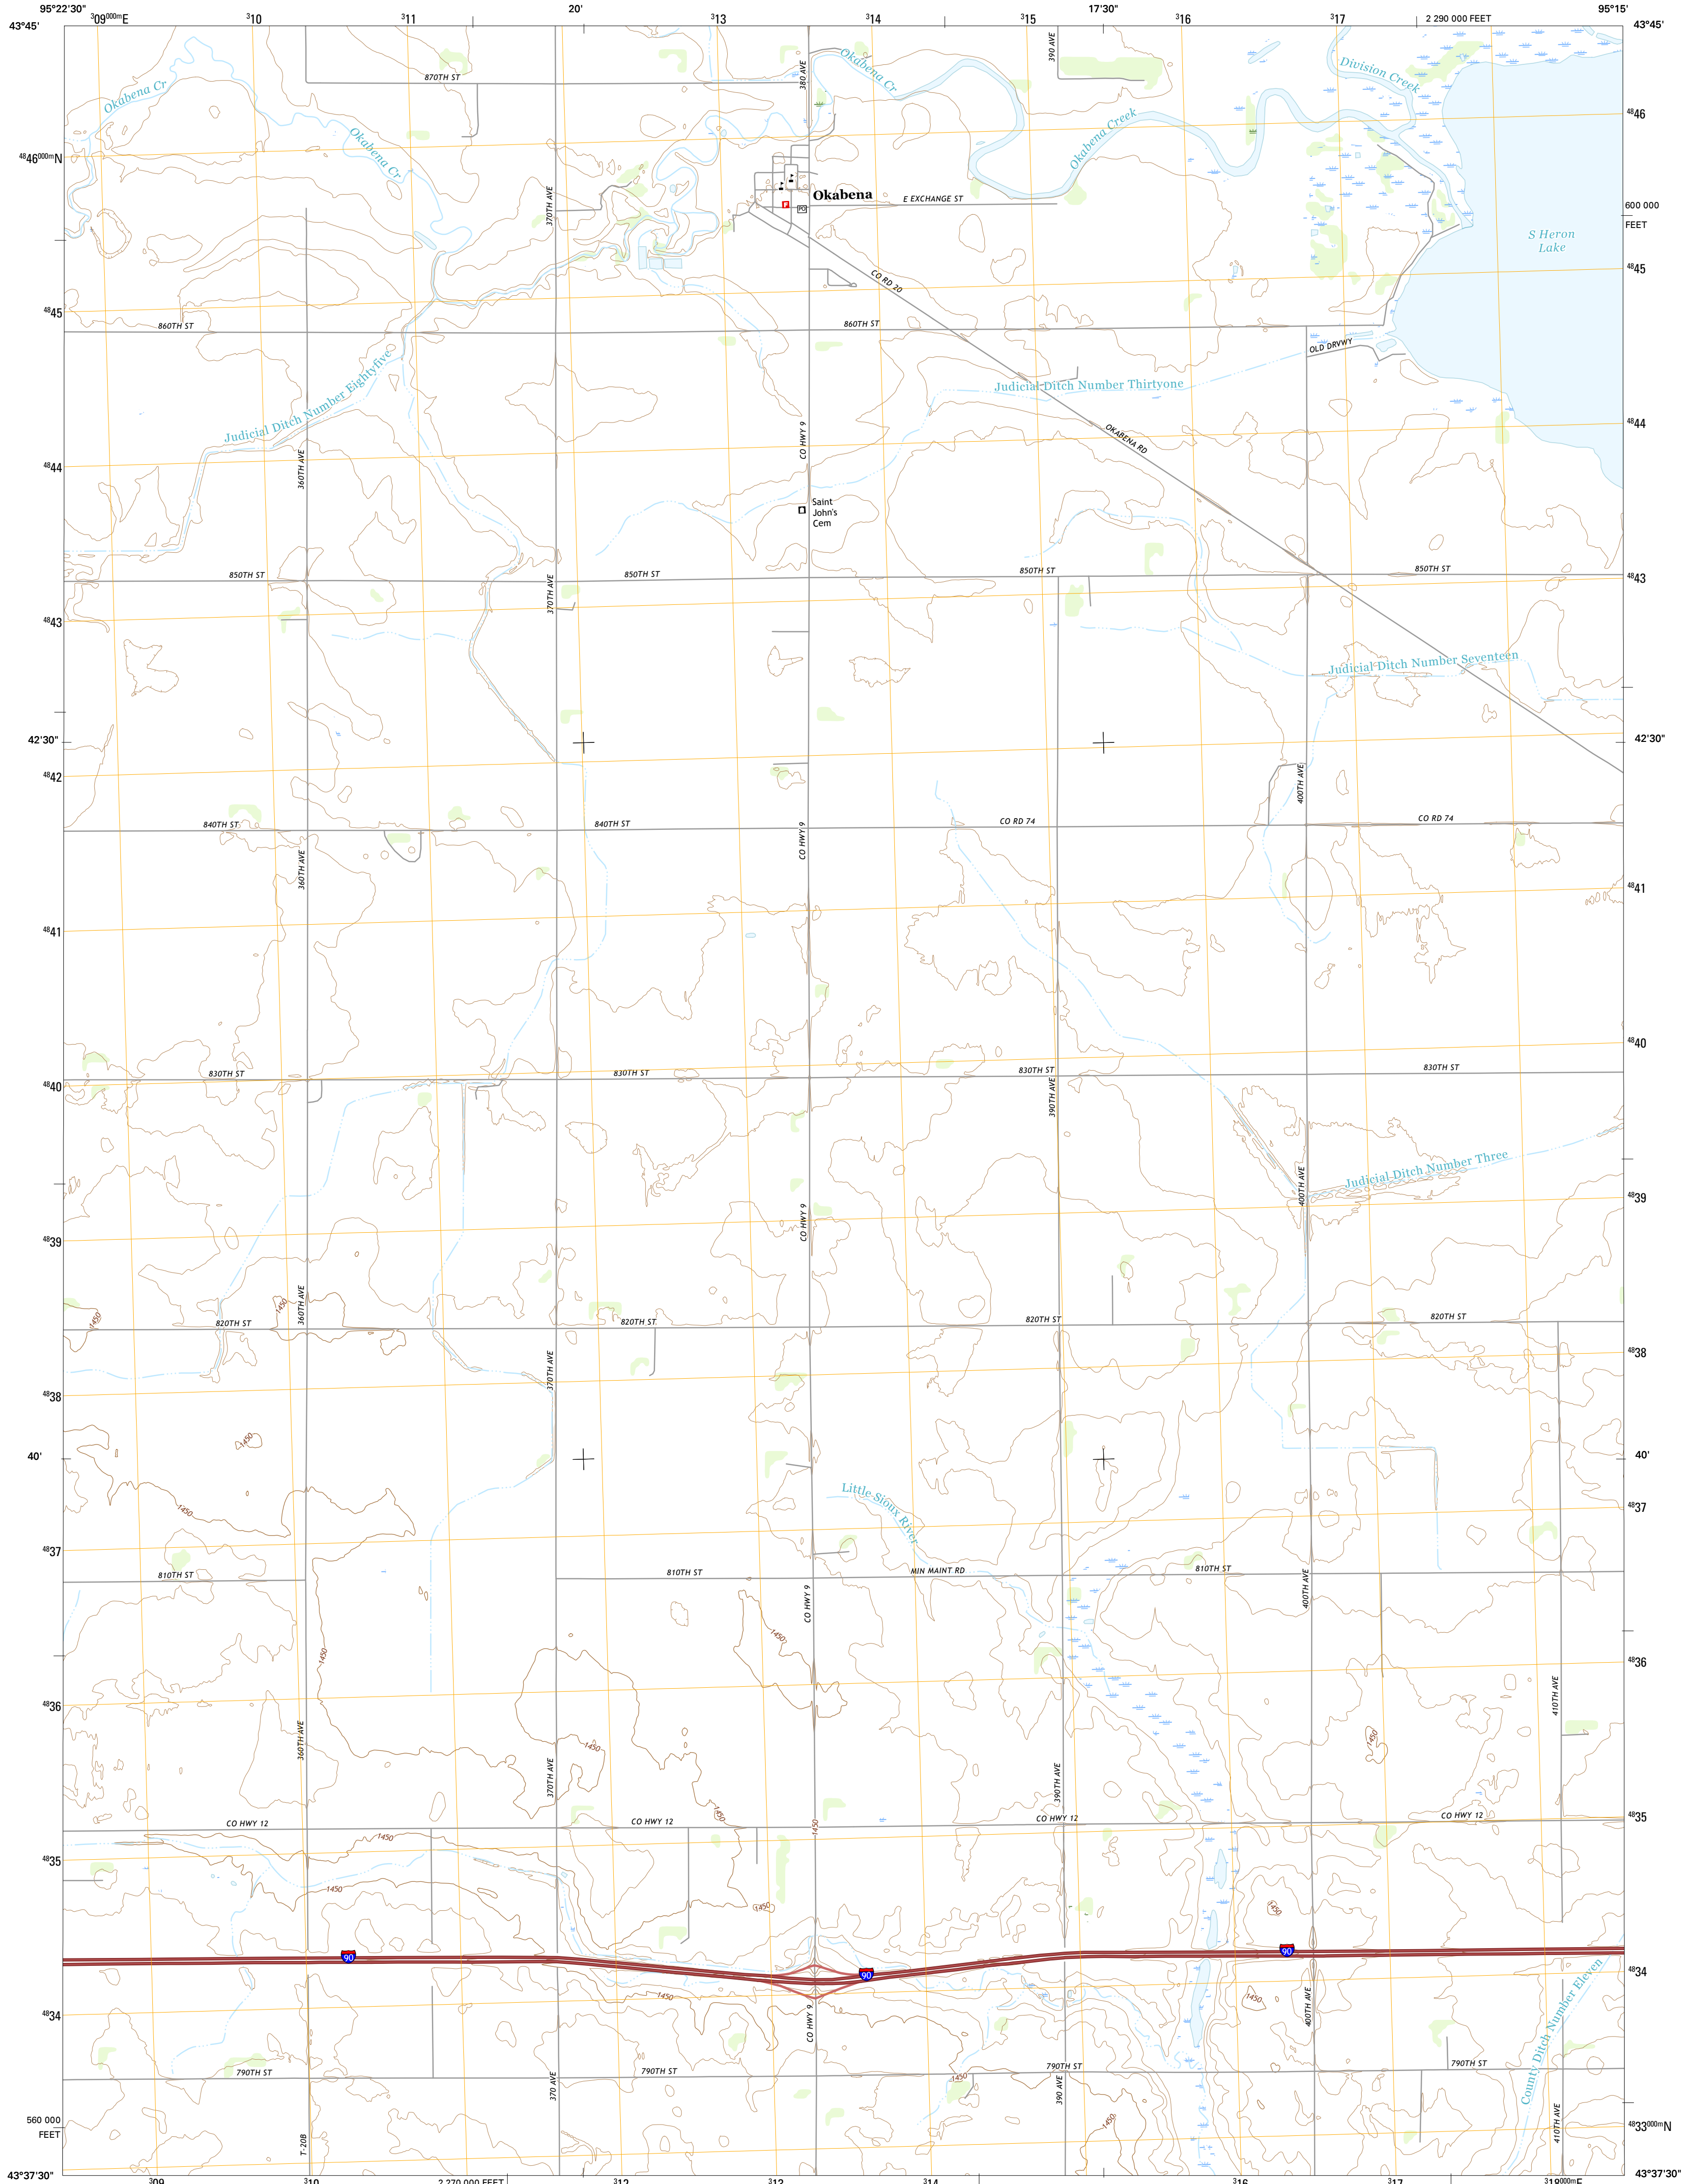 95°22'30"
³09⁰⁰⁰ᵐE
³10
³11
20'
³13
³14
³15
17'30"
³16
³17
2 290 000 FEET
95°15'
43°45'
43°45'
390 AVE
380 AVE
870TH ST
Okabena Cr
Okabena Cr
Okabena Cr
Okabena Creek
Division Creek
⁴⁸46
⁴⁸46⁰⁰⁰ᵐN
370TH AVE
Okabena
PO
E EXCHANGE ST
600 000
FEET
S Heron
Lake
⁴⁸45
CO RD 20
⁴⁸45
860TH ST
860TH ST
OLD DRVWY
Judicial Ditch Number Eightyfive
Judicial Ditch Number Thirtyone
⁴⁸44
CO HWY 9
OKABENA RD
⁴⁸44
360TH AVE
Saint
John's
Cem
850TH ST
850TH ST
850TH ST
850TH ST
⁴⁸43
370TH AVE
⁴⁸43
Judicial Ditch Number Seventeen
42'30"
42'30"
⁴⁸42
400TH AVE
840TH ST
840TH ST
CO RD 74
CO RD 74
CO HWY 9
360TH AVE
⁴⁸41
⁴⁸41
⁴⁸40
830TH ST
830TH ST
830TH ST
830TH ST
⁴⁸40
390TH AVE
Judicial Ditch Number Three
400TH AVE
⁴⁸39
CO HWY 9
⁴⁸39
360TH AVE
1450
1450
820TH ST
820TH ST
820TH ST
820TH ST
⁴⁸38
370TH AVE
⁴⁸38
1450
40'
40'
1450
Little Sioux River
⁴⁸37
⁴⁸37
810TH ST
810TH ST
MIN MAINT RD
810TH ST
400TH AVE
CO HWY 9
1450
1450
⁴⁸36
410TH AVE
⁴⁸36
360TH AVE
1450
1450
370TH AVE
390TH AVE
CO HWY 12
CO HWY 12
CO HWY 12
CO HWY 12
⁴⁸35
1450
1450
⁴⁸35
1450
1450
1450
90
90
90
⁴⁸34
1450
1450
400TH AVE
⁴⁸34
CO HWY 9
County Ditch Number Eleven
790TH ST
790TH ST
790TH ST
790TH ST
1450
370 AVE
390 AVE
1450
410TH AVE
560 000
FEET
⁴⁸33⁰⁰⁰ᵐN
T-208
43°37'30"
43°37'30"
³09
³10
2 270 000 FEET
³12
³13
³14
³16
³17
³18⁰⁰⁰ᵐE